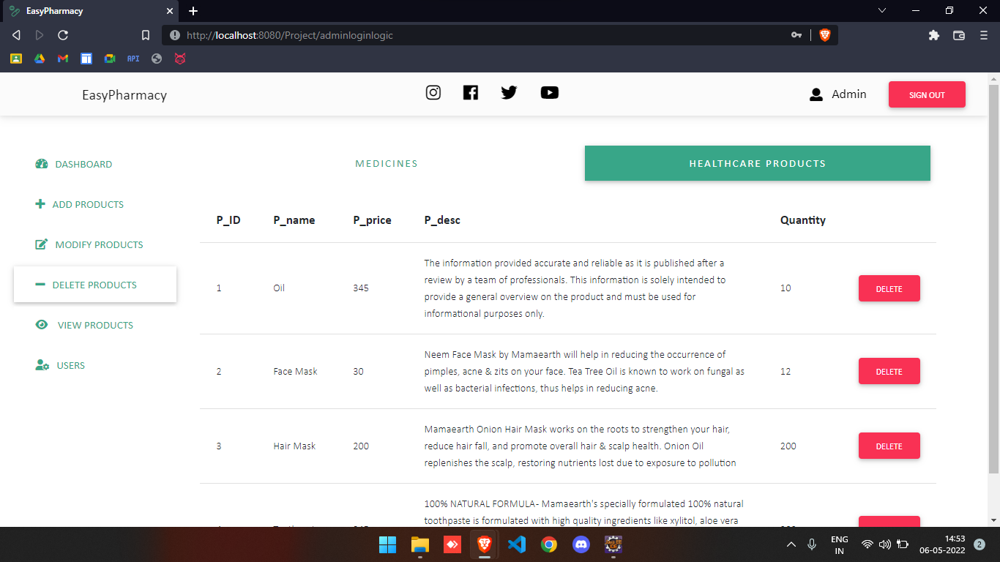 EasyPharmacy
http://localhost:8080/Project/adminloginlogic
API
EasyPharmacy
Admin
SIGN OUT
DASHBOARD
ADD PRODUCTS
MODIFY PRODUCTS
DELETE PRODUCTS
VIEW PRODUCTS
USERS
MEDICINES
HEALTHCARE PRODUCTS
P_ID P_name P_price P_desc Quantity
The information provided accurate and reliable as it is published after a
review by a team of professionals. This information is solely intended to
1 Oil 345 10 DELETE
provide a general overview on the product and must be used for
informational purposes only.
Neem Face Mask by Mamaearth will help in reducing the occurrence of
2 Face Mask 30 pimples, acne & zits on your face. Tea Tree Oil is known to work on fungal as 12 DELETE
well as bacterial infections, thus helps in reducing acne.
Mamaearth Onion Hair Mask works on the roots to strengthen your hair,
3 Hair Mask 200 reduce hair fall, and promote overall hair & scalp health. Onion Oil 200 DELETE
replenishes the scalp, restoring nutrients lost due to exposure to pollution
100% NATURAL FORMULA- Mamaearth's specially formulated 100% natural
toothpaste is formulated with high quality ingredients like xylitol, aloe vera
Java EE
IDE
ENG
IN
14:53
06-05-2022
2